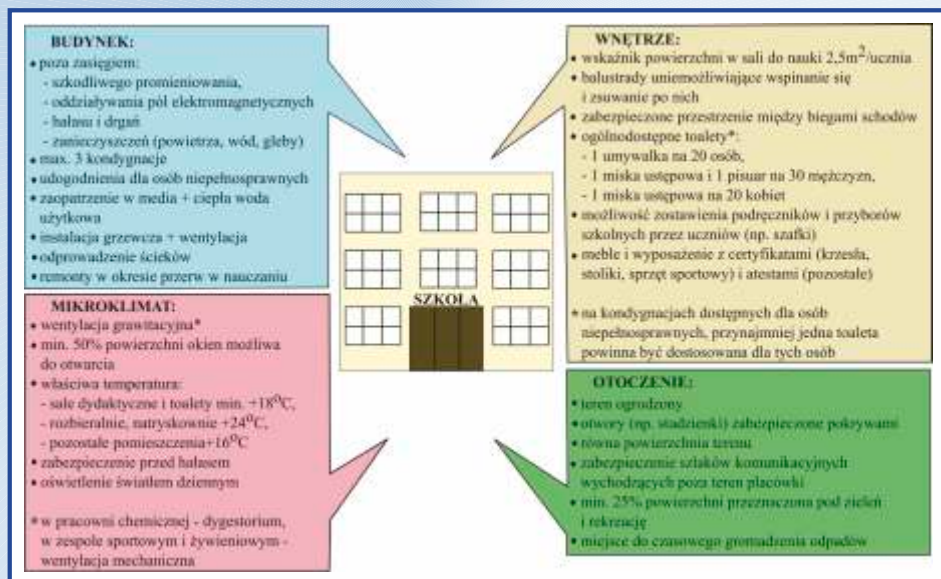 BUDYNEK:
• poza zasięgiem:
- szkodliwego promieniowania,
- oddziaływania pól elektromagnetycznych
- hałasu i drgań
- zanieczyszczeń (powietrza, wód, gleby)
• max. 3 kondygnacje
• udogodnienia dla osób niepełnosprawnych
• zaopatrzenie w media + ciepła woda
użytkowa
• instalacja grzewcza + wentylacja
• odprowadzenie ścieków
• remonty w okresie przerw w nauczaniu
WNĘTRZE:
• wskaźnik powierzchni w sali do nauki 2,5m²/ucznia
• balustrady uniemożliwiające wspinanie się
i zsuwanie po nich
• zabezpieczone przestrzenie między biegami schodów
• ogólnodostępne toalety*:
- 1 umywalka na 20 osób,
- 1 miska ustępowa i 1 pisuar na 30 mężczyzn,
- 1 miska ustępowa na 20 kobiet
• możliwość zostawienia podręczników i przyborów
szkolnych przez uczniów (np. szafki)
• meble i wyposażenie z certyfikatami (krzesła,
stoliki, sprzęt sportowy) i atestami (pozostałe)
* na kondygnacjach dostępnych dla osób
niepełnosprawnych, przynajmniej jedna toaleta
powinna być dostosowana dla tych osób
SZKOŁA
MIKROKLIMAT:
• wentylacja grawitacyjna*
• min. 50% powierzchni okien możliwa
do otwarcia
• właściwa temperatura:
- sale dydaktyczne i toalety min. +18°C,
- rozbieralnie, natryskownie +24°C,
- pozostałe pomieszczenia+16°C
• zabezpieczenie przed hałasem
• oświetlenie światłem dziennym
* w pracowni chemicznej - dygestorium,
w zespole sportowym i żywieniowym -
wentylacja mechaniczna
OTOCZENIE:
• teren ogrodzony
• otwory (np. studzienki) zabezpieczone pokrywami
• równa powierzchnia terenu
• zabezpieczenie szlaków komunikacyjnych
wychodzących poza teren placówki
• min. 25% powierzchni przeznaczona pod zieleń
i rekreację
• miejsce do czasowego gromadzenia odpadów